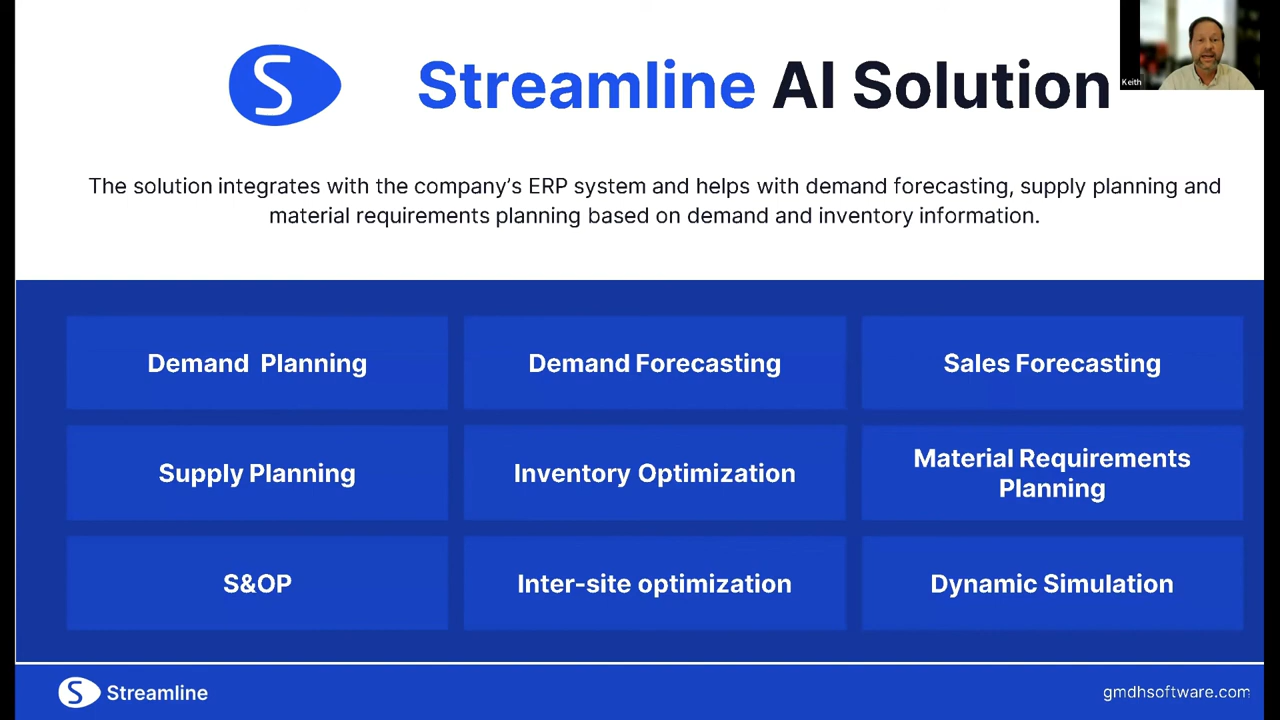 Streamline AI Solution
Keith
The solution integrates with the company's ERP system and helps with demand forecasting, supply planning and
material requirements planning based on demand and inventory information.
Demand Planning
Demand Forecasting
Sales Forecasting
Supply Planning
Inventory Optimization
Material Requirements
Planning
S&OP
Inter-site optimization
Dynamic Simulation
S Streamline
gmdhsoftware.com